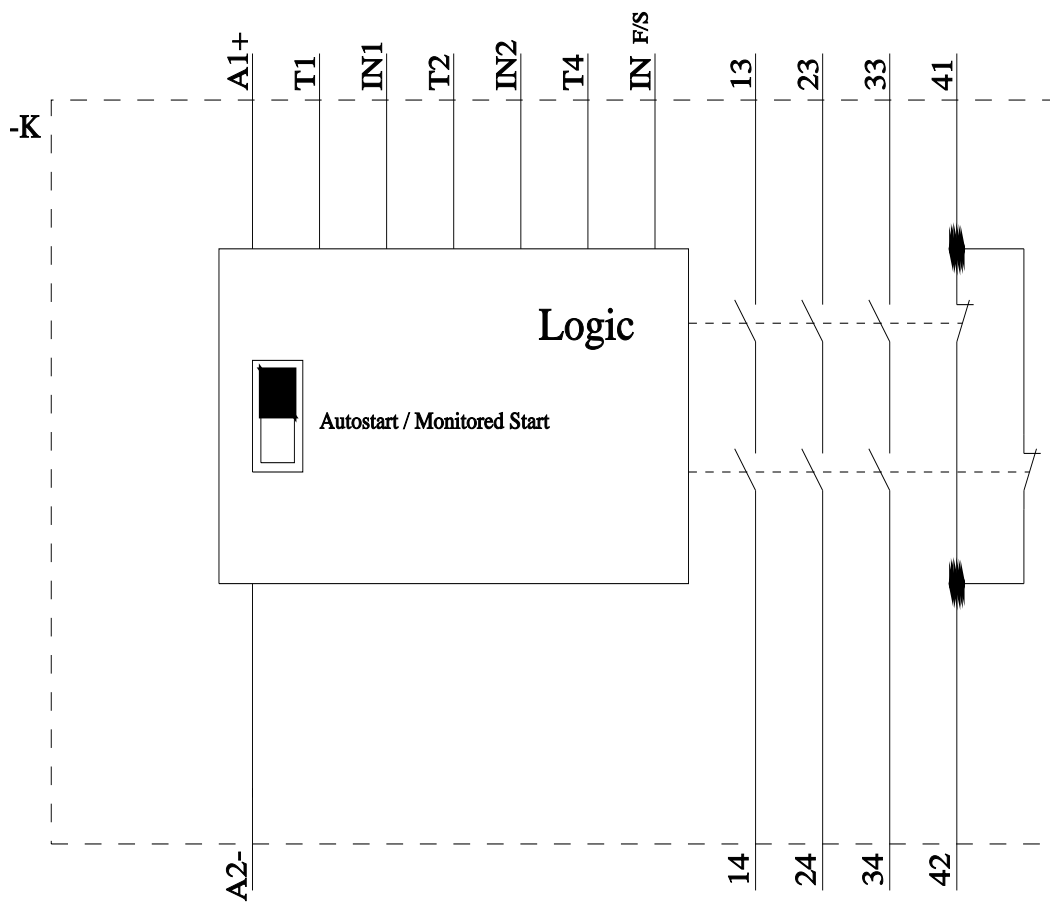 A1+
T1
IN1
T2
IN2
T4
IN F/S
13
23
33
41
-K
Logic
Autostart / Monitored Start
A2-
14
24
34
42